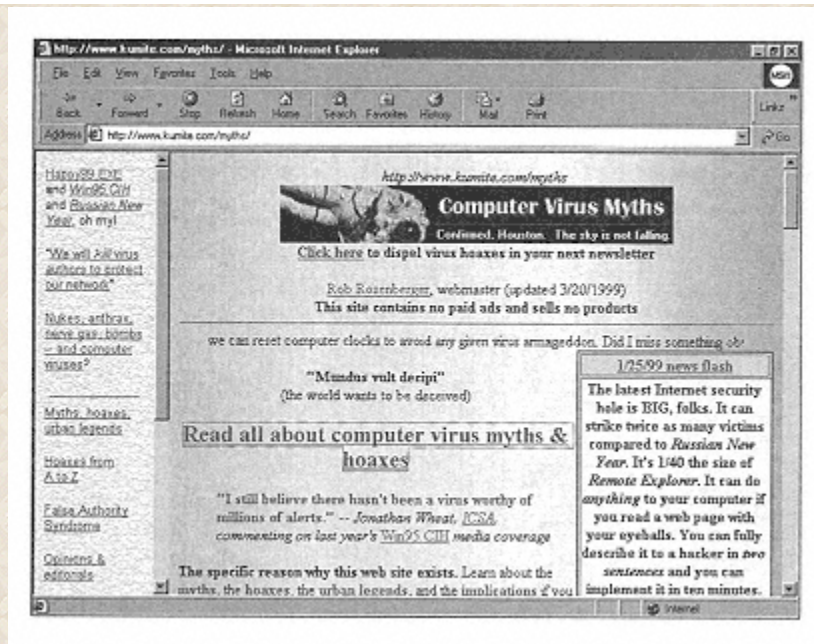 http://www.kumite.com/myths/ - Microsoft Internet Explorer
File Edit View Favorites Tools Help
msn
Back Forward Stop Refresh Home Search Favorites History Mail Print
Links
Address http://www.kumite.com/myths/
Go
Happy99.EXE
and Win95.CIH
and Russian New
Year, oh my!
"We will kill virus
authors to protect
our network"
Nukes, anthrax,
nerve gas, bombs
– and computer
viruses?
Myths, hoaxes,
urban legends
Hoaxes from
A to Z
False Authority
Syndrome
Opinions &
editorials
http://www.kumite.com/myths
Computer Virus Myths
Confirmed, Houston. The sky is not falling.
Click here to dispel virus hoaxes in your next newsletter
Rob Rosenberger, webmaster (updated 3/20/1999)
This site contains no paid ads and sells no products
we can reset computer clocks to avoid any given virus armageddon. Did I miss something
"Mundus vult decipi"
(the world wants to be deceived)
Read all about computer virus myths &
hoaxes
"I still believe there hasn't been a virus worthy of
millions of alerts." -- Jonathan Wheat, ICSA,
commenting on last year's Win95.CIH media coverage
The specific reason why this web site exists. Learn about the
myths, the hoaxes, the urban legends, and the implications if you
1/25/99 news flash
The latest Internet security
hole is BIG, folks. It can
strike twice as many victims
compared to Russian New
Year. It's 1/40 the size of
Remote Explorer. It can do
anything to your computer if
you read a web page with
your eyeballs. You can fully
describe it to a hacker in two
sentences and you can
implement it in ten minutes.
Internet